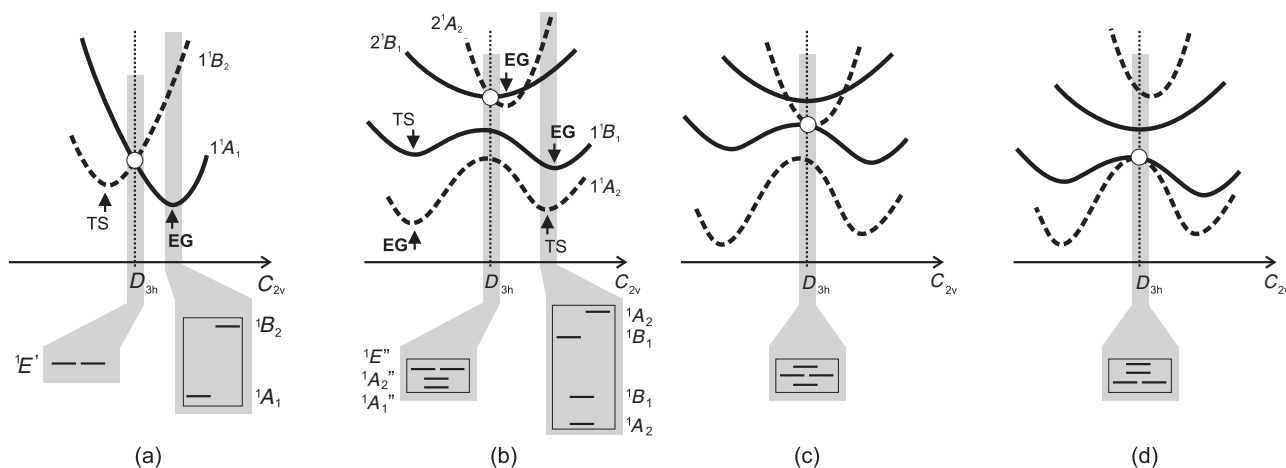 1¹B₂
1¹A₁
TS
EG
D₃ₕ
C₂ᵥ
¹E'
¹B₂
¹A₁
(a)
2¹A₂
2¹B₁
EG
TS
EG
1¹B₁
1¹A₂
EG
TS
D₃ₕ
C₂ᵥ
¹E"
¹A₂"
¹A₁"
¹A₂
¹B₁
¹B₁
¹A₂
(b)
D₃ₕ
C₂ᵥ
(c)
D₃ₕ
C₂ᵥ
(d)